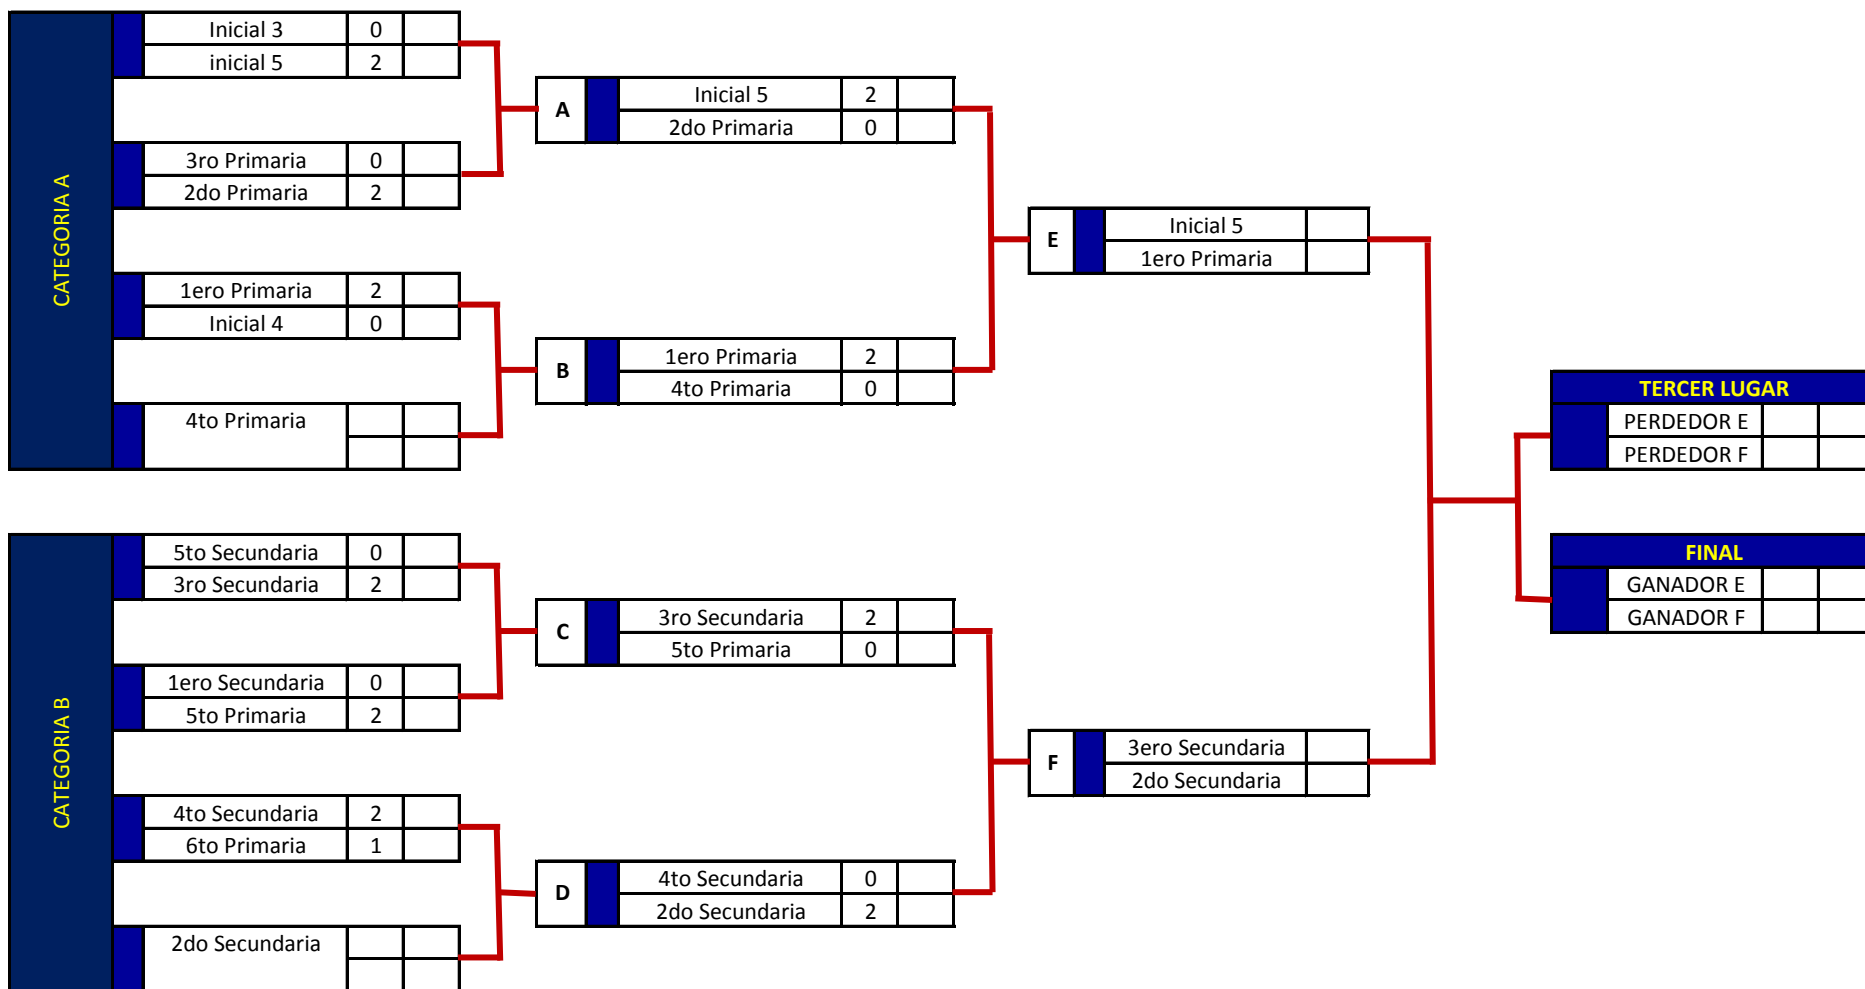 CATEGORIA A
Inicial 3 0
inicial 5 2
3ro Primaria 0
2do Primaria 2
1ero Primaria 2
Inicial 4 0
4to Primaria
A
Inicial 5 2
2do Primaria 0
B
1ero Primaria 2
4to Primaria 0
E
Inicial 5
1ero Primaria
CATEGORIA B
5to Secundaria 0
3ro Secundaria 2
1ero Secundaria 0
5to Primaria 2
4to Secundaria 2
6to Primaria 1
2do Secundaria
C
3ro Secundaria 2
5to Primaria 0
D
4to Secundaria 0
2do Secundaria 2
F
3ero Secundaria
2do Secundaria
TERCER LUGAR
PERDEDOR E
PERDEDOR F
FINAL
GANADOR E
GANADOR F